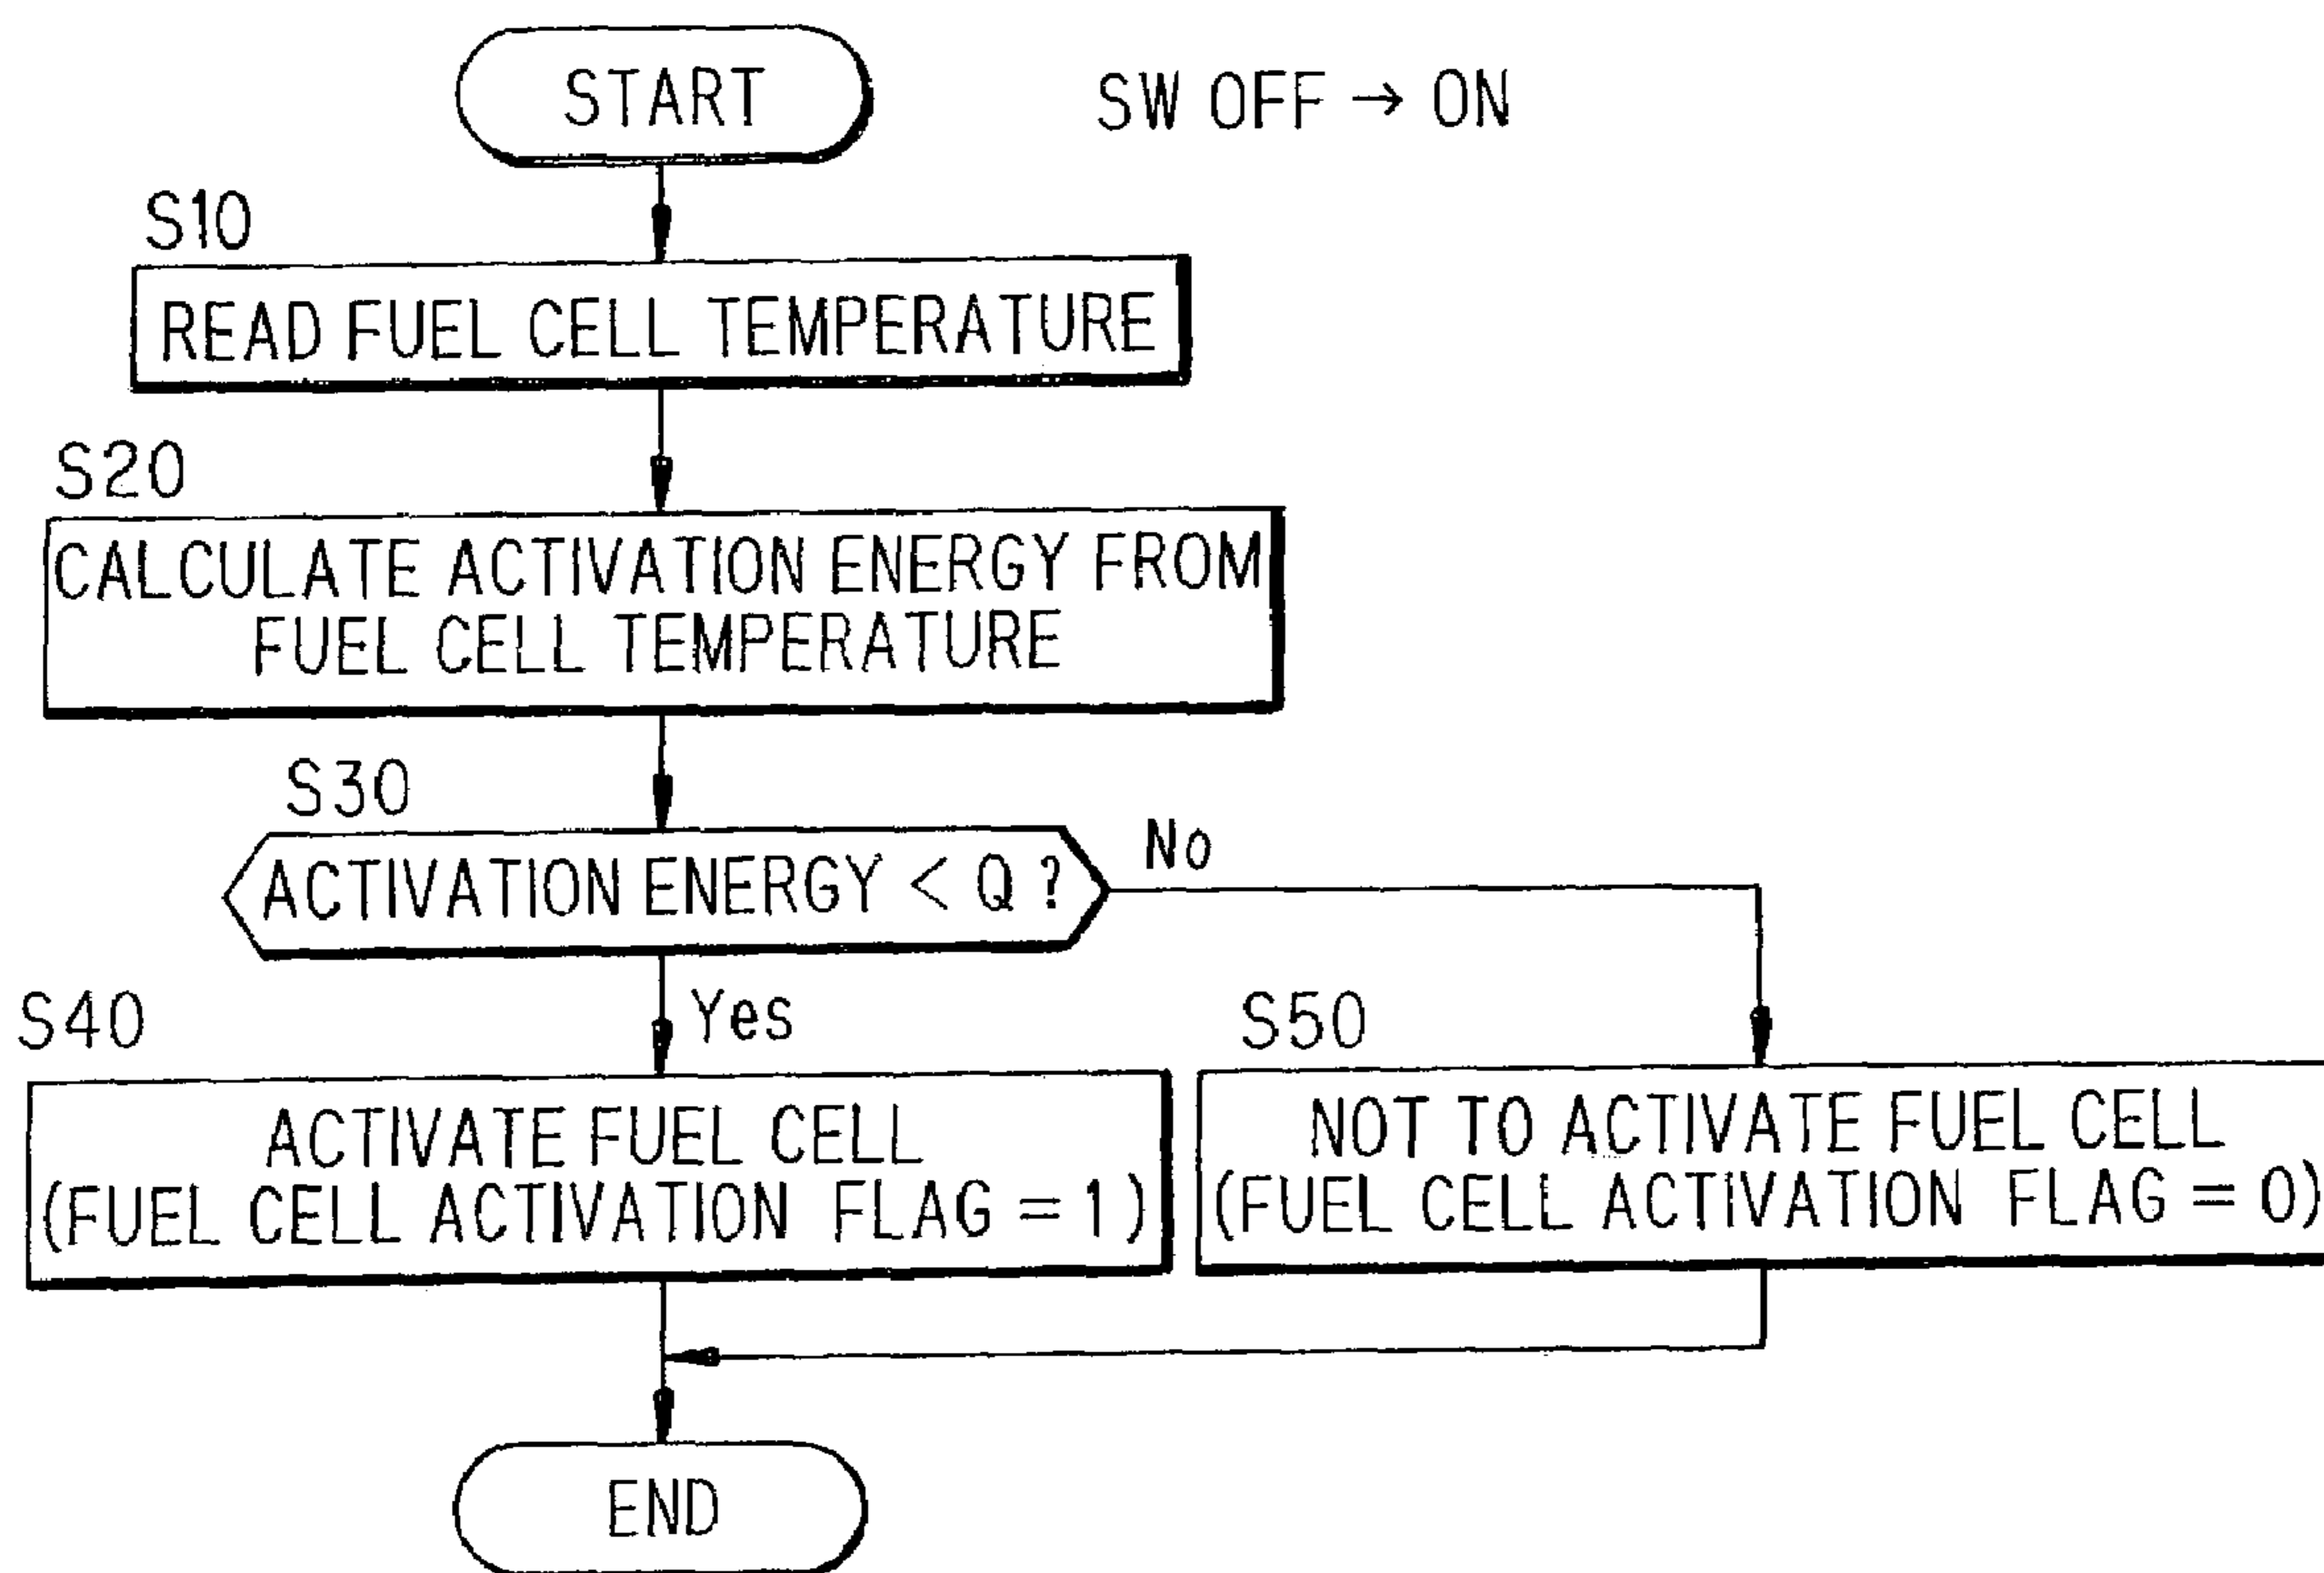 START
SW OFF → ON
S10
READ FUEL CELL TEMPERATURE
S20
CALCULATE ACTIVATION ENERGY FROM
FUEL CELL TEMPERATURE
S30
ACTIVATION ENERGY < Q ?
No
Yes
S40
ACTIVATE FUEL CELL
(FUEL CELL ACTIVATION FLAG = 1)
S50
NOT TO ACTIVATE FUEL CELL
(FUEL CELL ACTIVATION FLAG = 0)
END